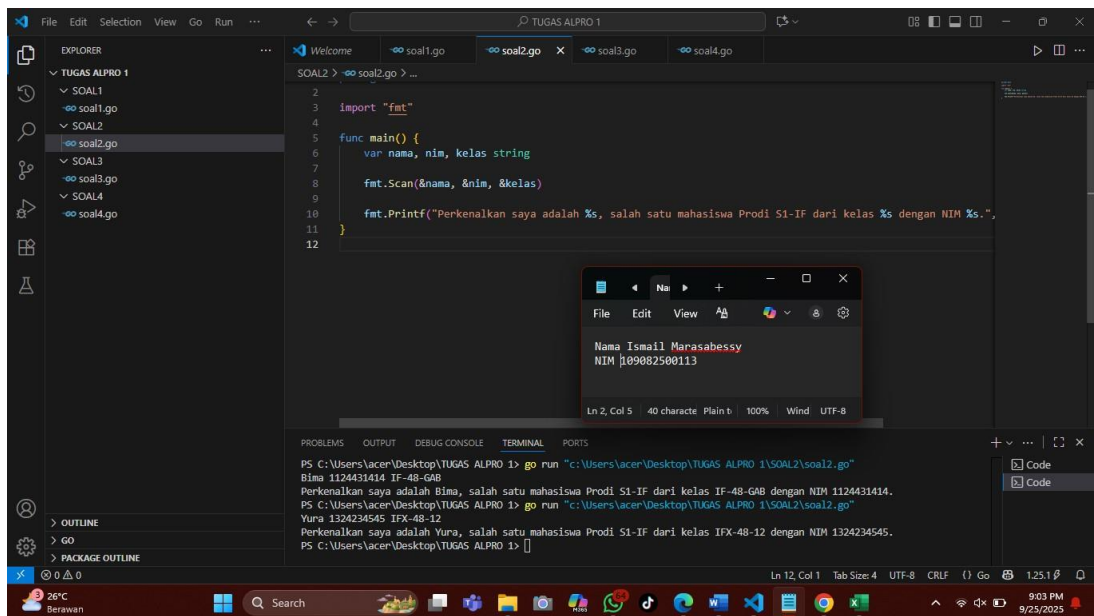 File Edit Selection View Go Run ...
TUGAS ALPRO 1
EXPLORER ...
TUGAS ALPRO 1
SOAL1
soal1.go
SOAL2
soal2.go
SOAL3
soal3.go
SOAL4
soal4.go
OUTLINE
GO
PACKAGE OUTLINE
Welcome soal1.go soal2.go soal3.go soal4.go
SOAL2 > soal2.go > ...
2
3 import "fmt"
4
5 func main() {
6 var nama, nim, kelas string
7
8 fmt.Scan(&nama, &nim, &kelas)
9
10 fmt.Printf("Perkenalkan saya adalah %s, salah satu mahasiswa Prodi S1-IF dari kelas %s dengan NIM %s.",
11 }
12
File Edit View
Nama Ismail Marasabessy
NIM 109082500113
Ln 2, Col 5 40 characte Plain t 100% Wind UTF-8
PROBLEMS OUTPUT DEBUG CONSOLE TERMINAL PORTS
PS C:\Users\acer\Desktop\TUGAS ALPRO 1> go run "c:\Users\acer\Desktop\TUGAS ALPRO 1\SOAL2\soal2.go"
Bima 1124431414 IF-48-GAB
Perkenalkan saya adalah Bima, salah satu mahasiswa Prodi S1-IF dari kelas IF-48-GAB dengan NIM 1124431414.
PS C:\Users\acer\Desktop\TUGAS ALPRO 1> go run "c:\Users\acer\Desktop\TUGAS ALPRO 1\SOAL2\soal2.go"
Yura 1324234545 IFX-48-12
Perkenalkan saya adalah Yura, salah satu mahasiswa Prodi S1-IF dari kelas IFX-48-12 dengan NIM 1324234545.
PS C:\Users\acer\Desktop\TUGAS ALPRO 1>
Code
Code
0 0 Ln 12, Col 1 Tab Size: 4 UTF-8 CRLF {} Go 1.25.1
3 26°C
Berawan
Search
9:03 PM
9/25/2025